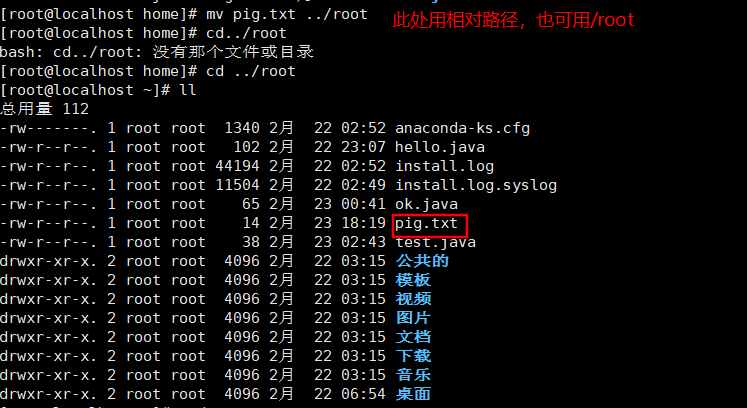 [root@localhost home]# mv pig.txt ../root 此处用相对路径，也可用/root
[root@localhost home]# cd../root
bash: cd../root: 没有那个文件或目录
[root@localhost home]# cd ../root
[root@localhost ~]# ll
总用量 112
-rw-------. 1 root root  1340 2月  22 02:52 anaconda-ks.cfg
-rw-r--r--. 1 root root   102 2月  22 23:07 hello.java
-rw-r--r--. 1 root root 44194 2月  22 02:52 install.log
-rw-r--r--. 1 root root 11504 2月  22 02:49 install.log.syslog
-rw-r--r--. 1 root root    65 2月  23 00:41 ok.java
-rw-r--r--. 1 root root    14 2月  23 18:19 pig.txt
-rw-r--r--. 1 root root    38 2月  23 02:43 test.java
drwxr-xr-x. 2 root root  4096 2月  22 03:15 公共的
drwxr-xr-x. 2 root root  4096 2月  22 03:15 模板
drwxr-xr-x. 2 root root  4096 2月  22 03:15 视频
drwxr-xr-x. 2 root root  4096 2月  22 03:15 图片
drwxr-xr-x. 2 root root  4096 2月  22 03:15 文档
drwxr-xr-x. 2 root root  4096 2月  22 03:15 下载
drwxr-xr-x. 2 root root  4096 2月  22 03:15 音乐
drwxr-xr-x. 2 root root  4096 2月  22 06:54 桌面